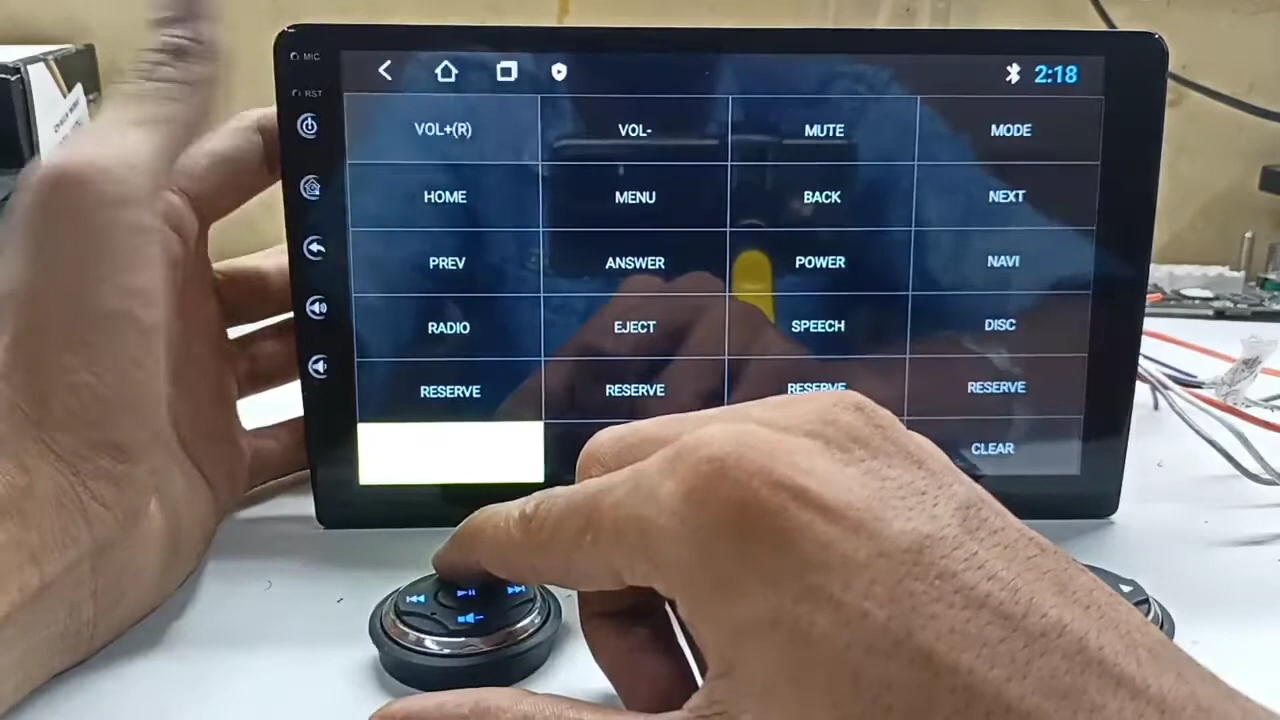 MIC
RST
2:18
VOL+(R) VOL- MUTE MODE
HOME MENU BACK NEXT
PREV ANSWER POWER NAVI
RADIO EJECT SPEECH DISC
RESERVE RESERVE RESERVE RESERVE
CLEAR